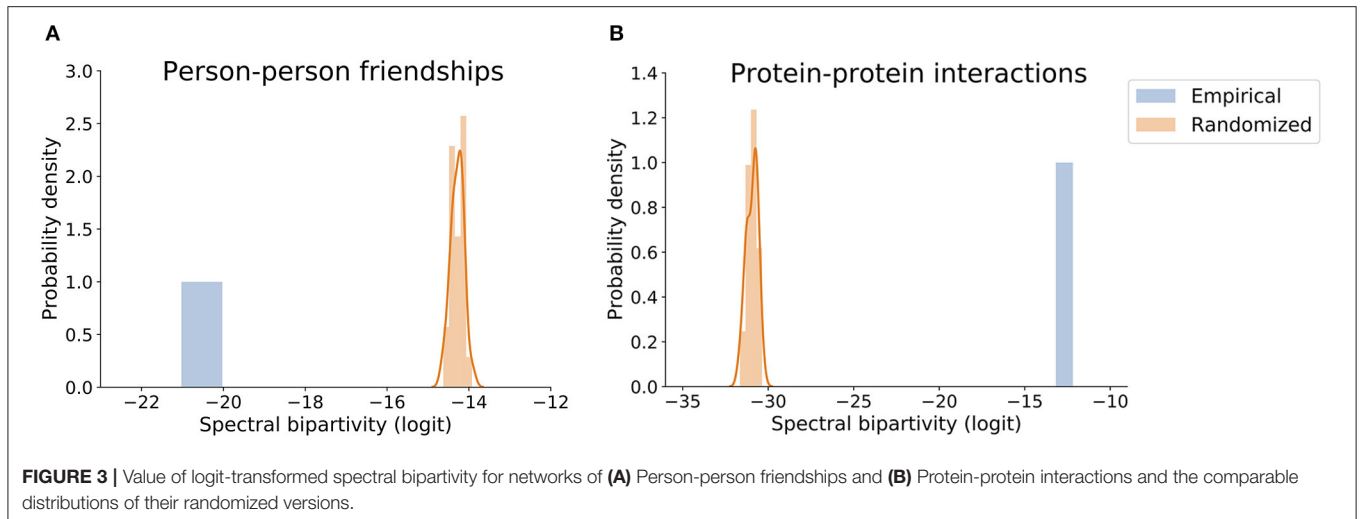 A
Person-person friendships
3.0
2.5
2.0
1.5
1.0
0.5
0.0
Probability density
−22 −20 −18 −16 −14 −12
Spectral bipartivity (logit)
B
Protein-protein interactions
1.4
1.2
1.0
0.8
0.6
0.4
0.2
0.0
Probability density
−35 −30 −25 −20 −15 −10
Spectral bipartivity (logit)
Empirical
Randomized
FIGURE 3 | Value of logit-transformed spectral bipartivity for networks of (A) Person-person friendships and (B) Protein-protein interactions and the comparable
distributions of their randomized versions.